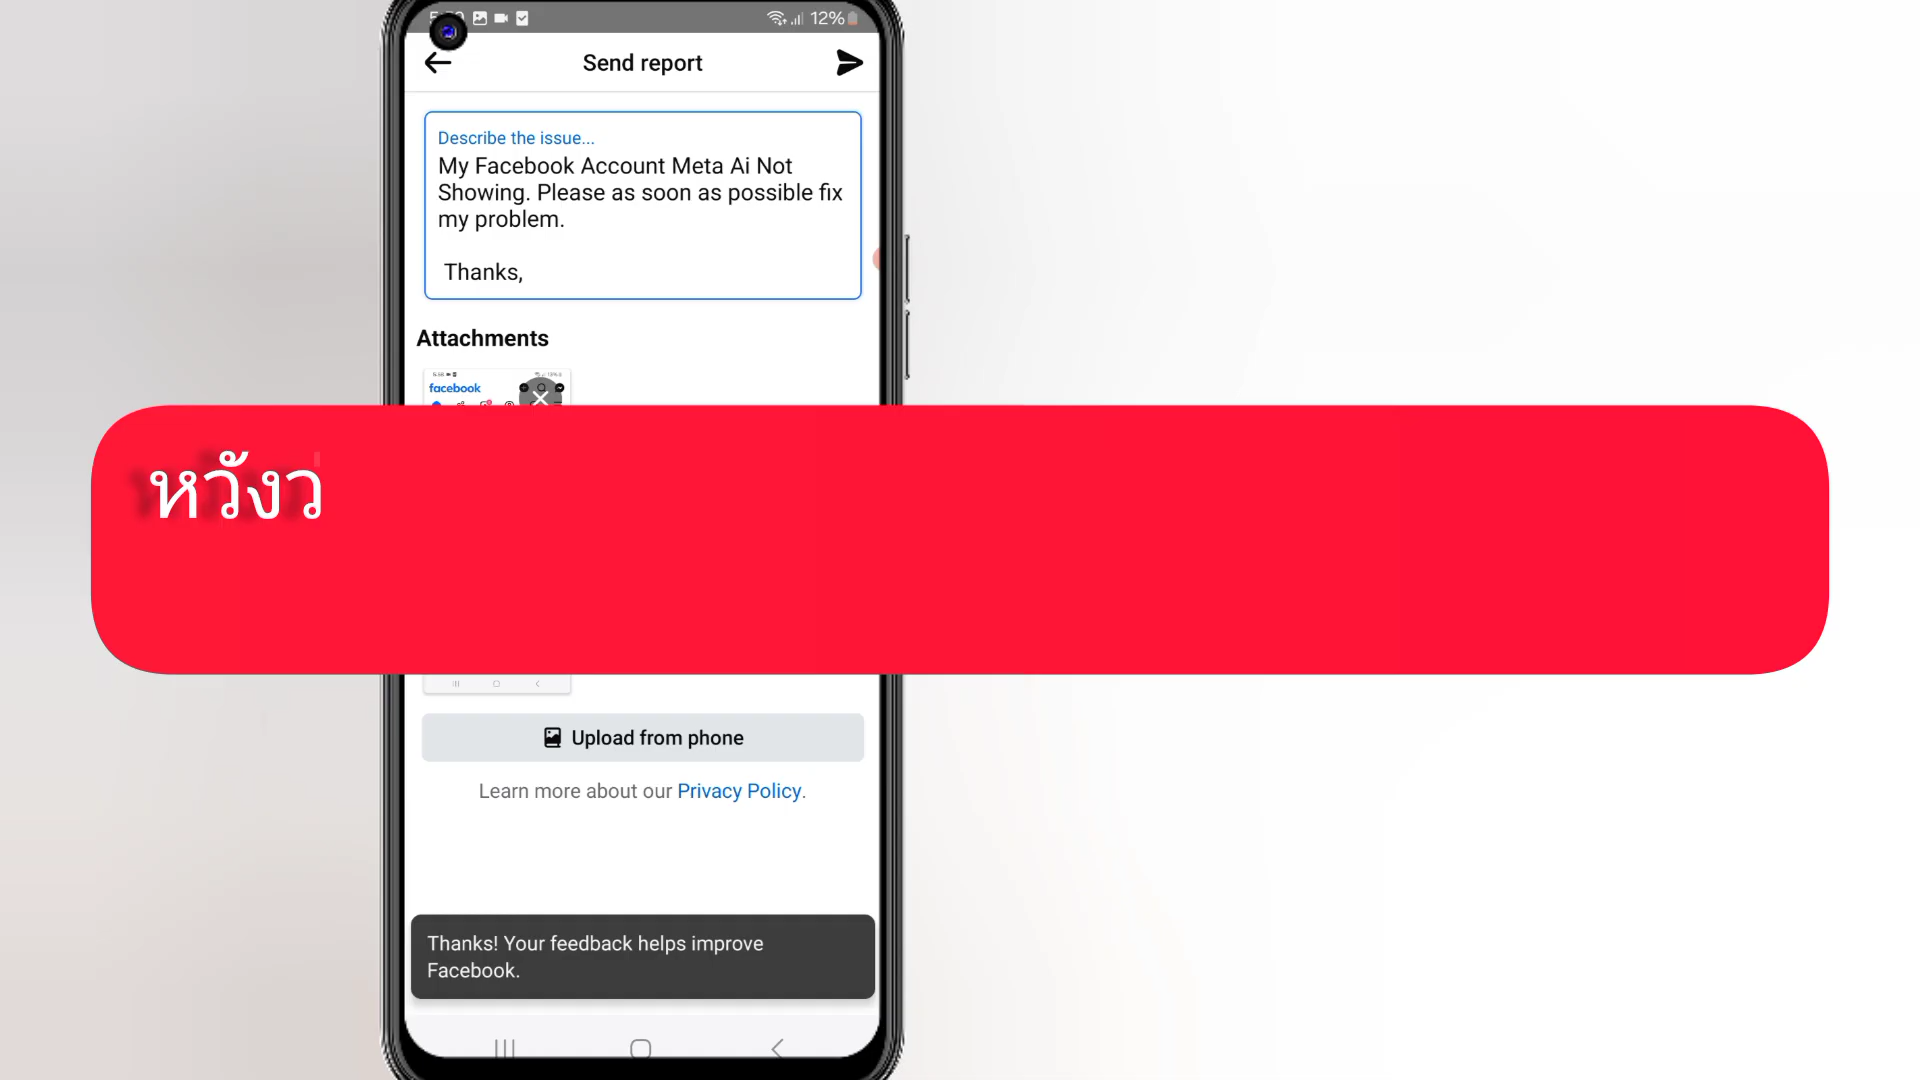 12%
Send report
Describe the issue...
My Facebook Account Meta Ai Not
Showing. Please as soon as possible fix
my problem.
Thanks,
Attachments
facebook
หวังว่
Upload from phone
Learn more about our Privacy Policy.
Thanks! Your feedback helps improve
Facebook.